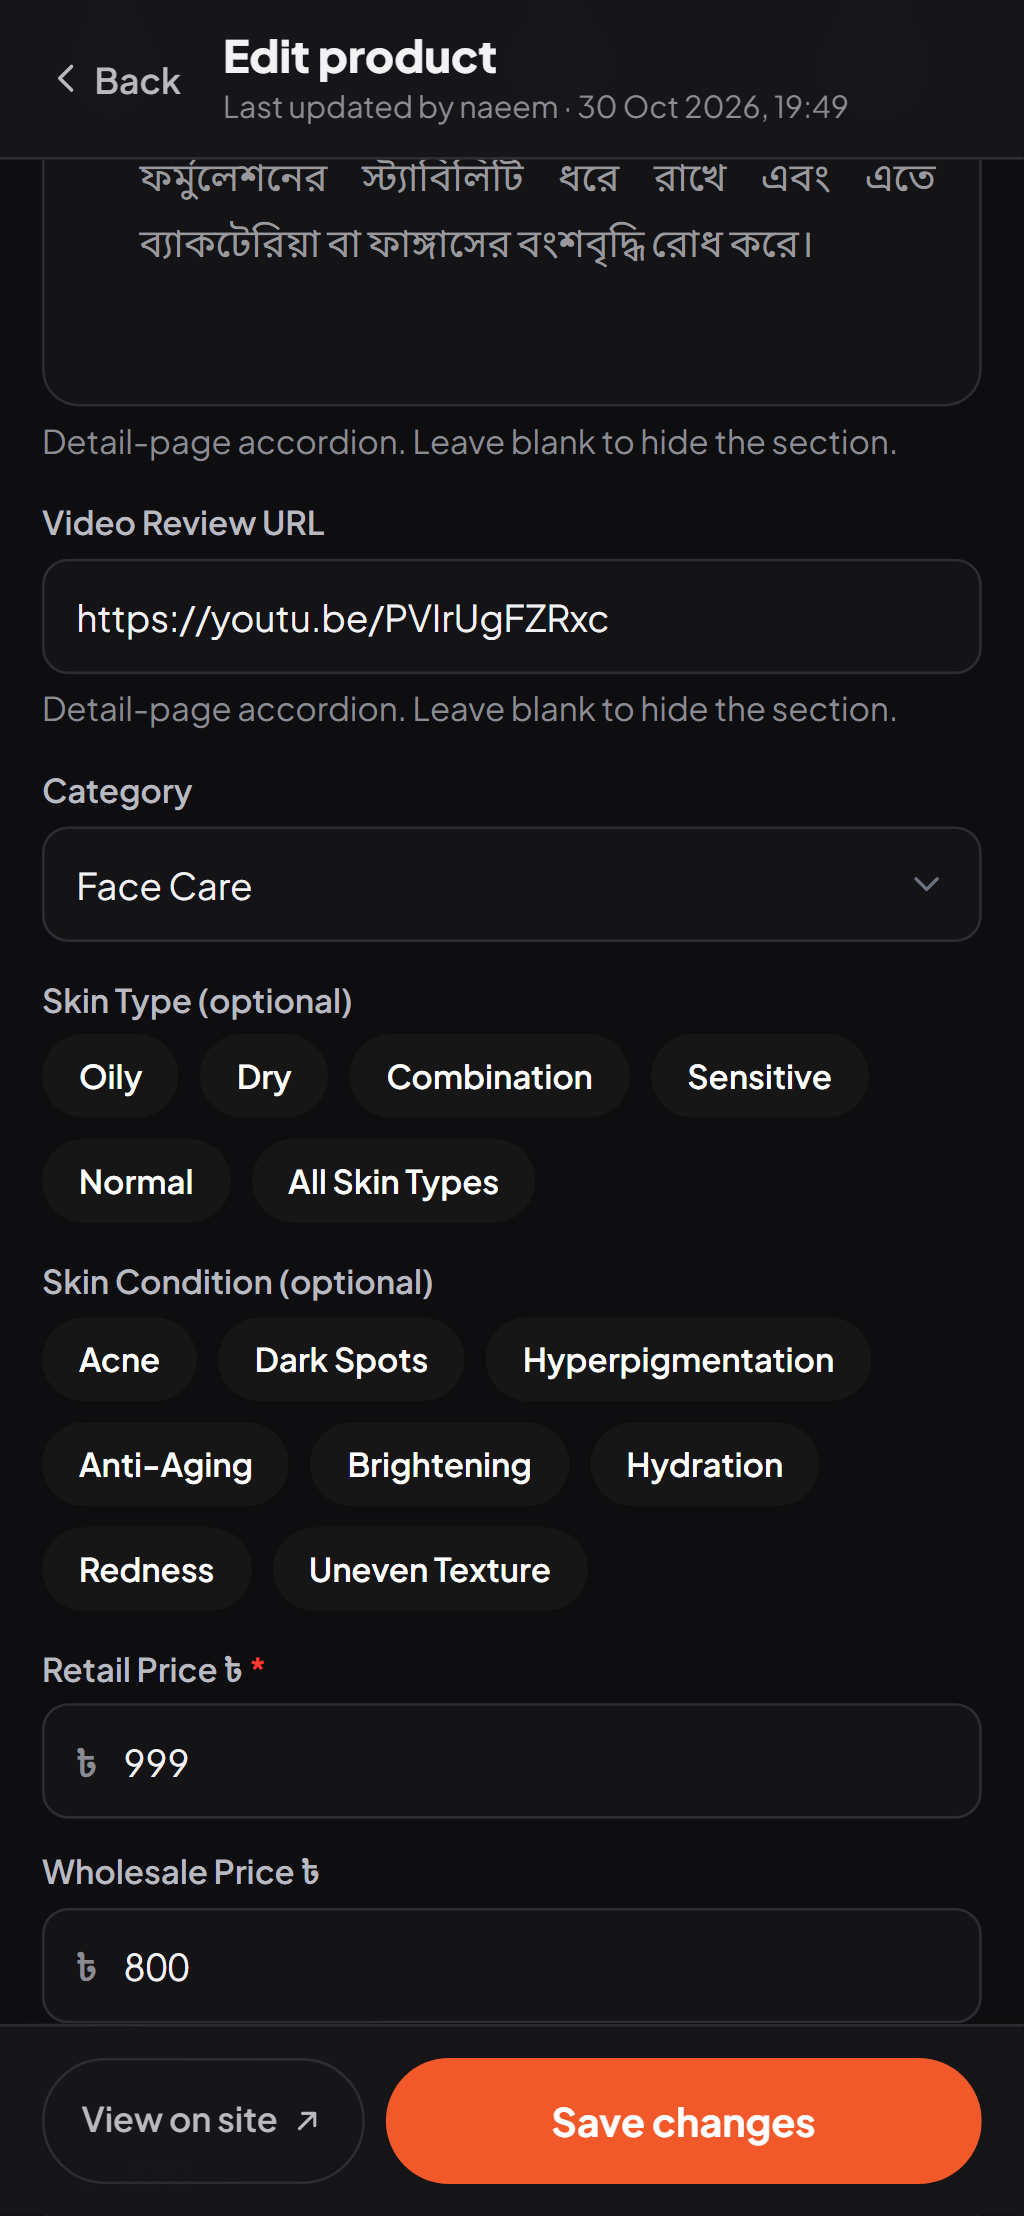 Back
Edit product
Last updated by naeem · 30 Oct 2026, 19:49
ফর্মুলেশনের স্ট্যাবিলিটি ধরে রাখে এবং এতে
ব্যাকটেরিয়া বা ফাঙ্গাসের বংশবৃদ্ধি রোধ করে।
Detail-page accordion. Leave blank to hide the section.
Video Review URL
https://youtu.be/PVIrUgFZRxc
Detail-page accordion. Leave blank to hide the section.
Category
Face Care
Skin Type (optional)
Oily Dry Combination Sensitive
Normal All Skin Types
Skin Condition (optional)
Acne Dark Spots Hyperpigmentation
Anti-Aging Brightening Hydration
Redness Uneven Texture
Retail Price ৳ *
৳ 999
Wholesale Price ৳
৳ 800
View on site ↗ Save changes